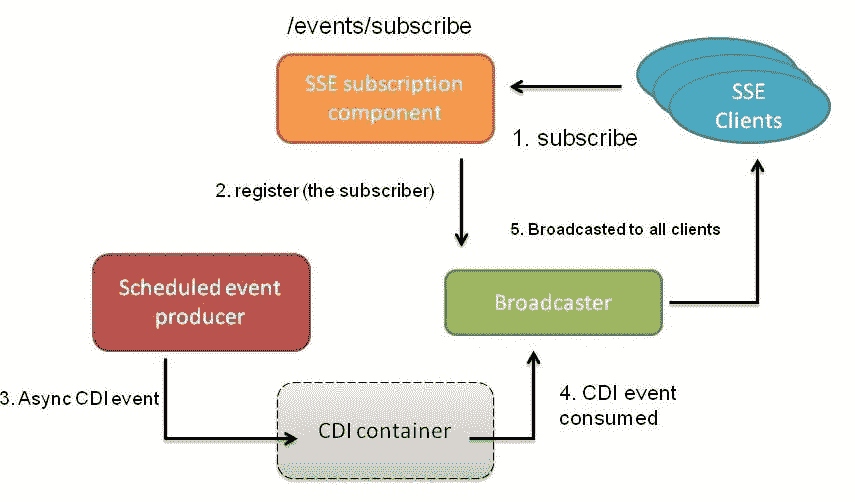 /events/subscribe
SSE subscription
component
SSE
Clients
1. subscribe
2. register (the subscriber)
5. Broadcasted to all clients
Scheduled event
producer
Broadcaster
3. Async CDI event
4. CDI event
consumed
CDI container